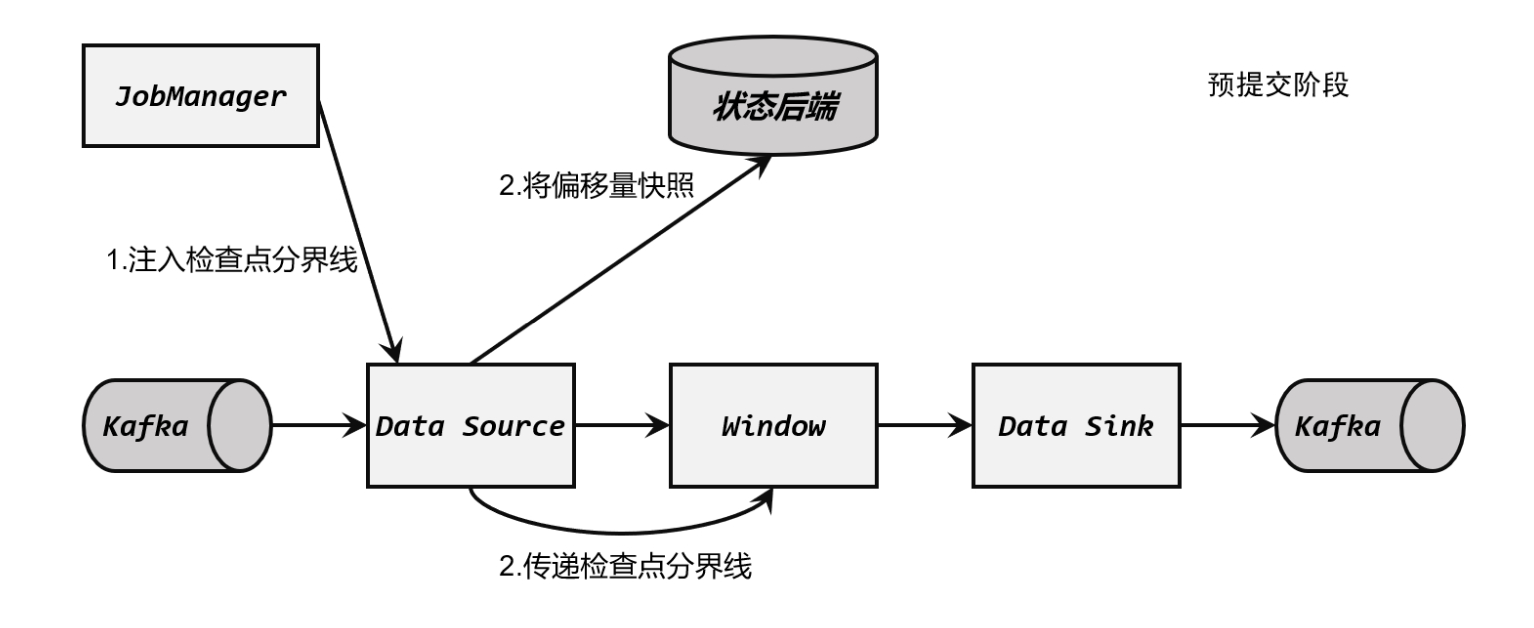 JobManager
状态后端
预提交阶段
2.将偏移量快照
1.注入检查点分界线
Kafka
Data Source
Window
Data Sink
Kafka
2.传递检查点分界线